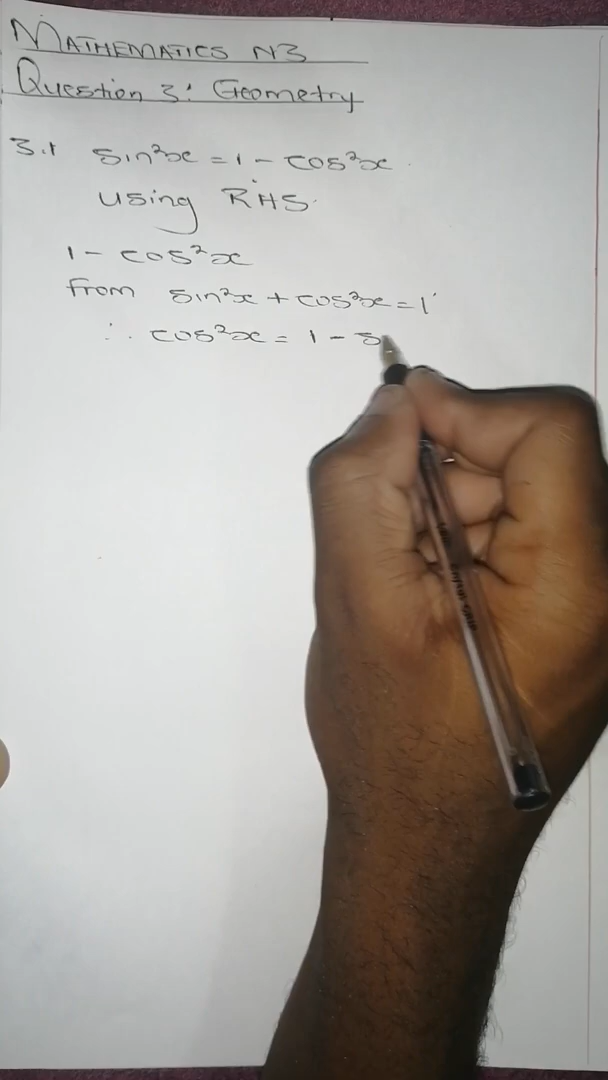 MATHEMATICS N3
Question 3: Geometry
3.1 sin²x = 1 - cos²x
using RHS
1 - cos²x
From sin²x + cos²x = 1
∴ cos²x = 1 - s